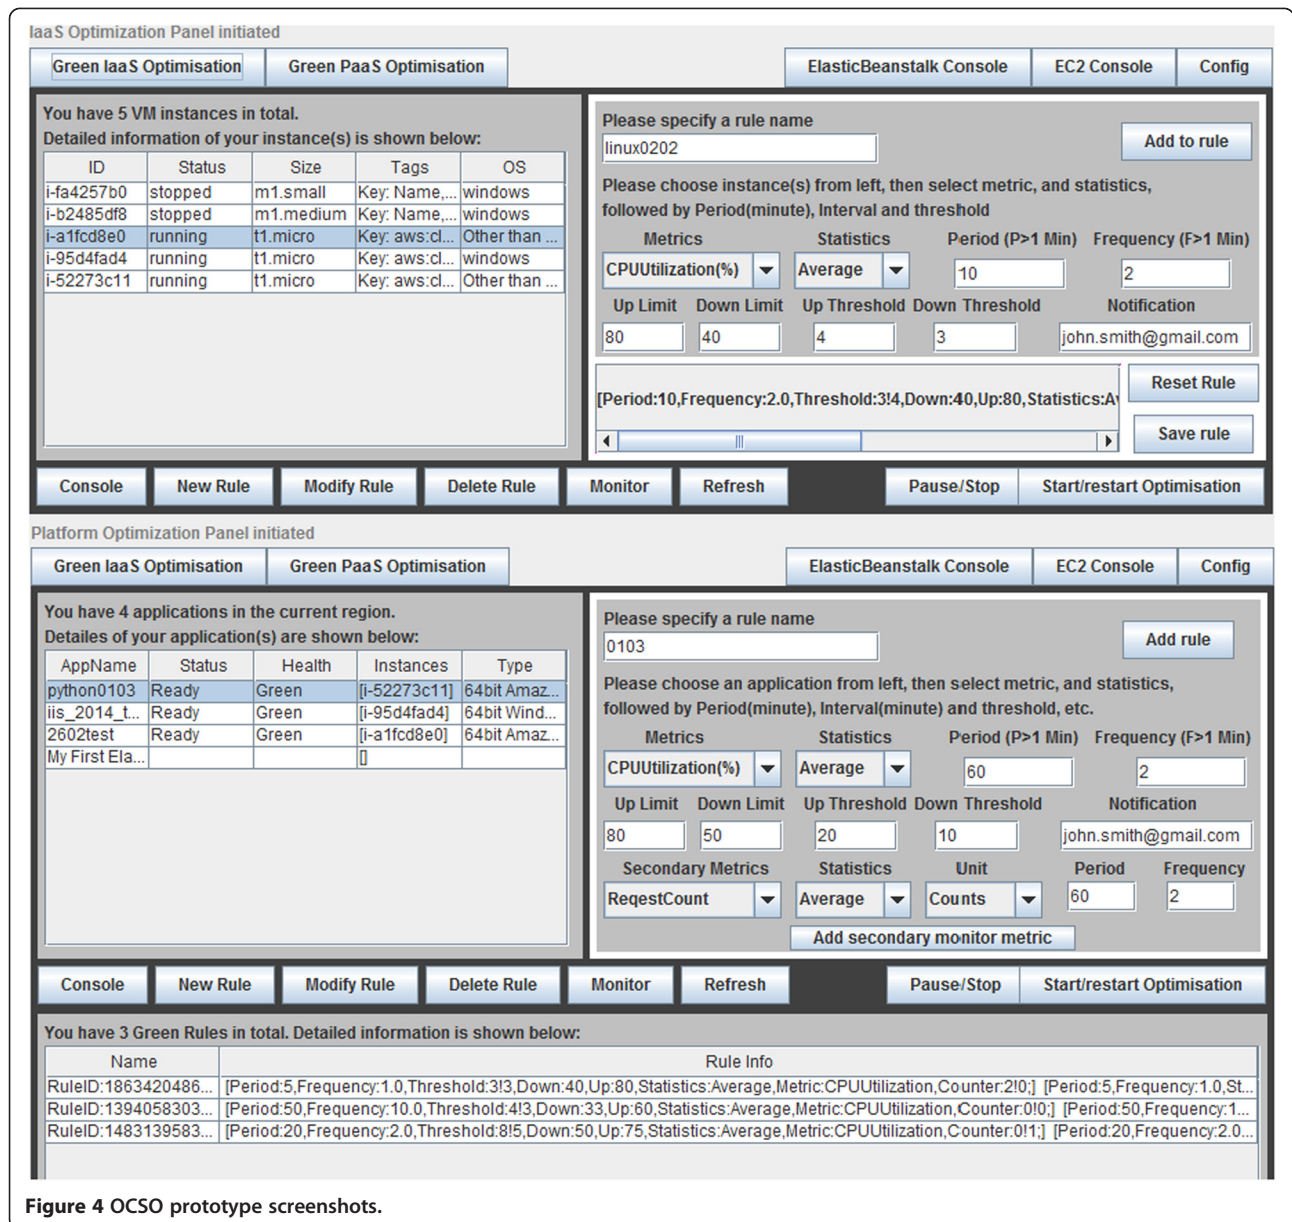 IaaS Optimization Panel initiated
Green IaaS Optimisation Green PaaS Optimisation ElasticBeanstalk Console EC2 Console Config
You have 5 VM instances in total.
Detailed information of your instance(s) is shown below:
ID Status Size Tags OS
i-fa4257b0 stopped m1.small Key: Name,... windows
i-b2485df8 stopped m1.medium Key: Name,... windows
i-a1fcd8e0 running t1.micro Key: aws:cl... Other than ...
i-95d4fad4 running t1.micro Key: aws:cl... windows
i-52273c11 running t1.micro Key: aws:cl... Other than ...
Please specify a rule name
linux0202
Add to rule
Please choose instance(s) from left, then select metric, and statistics,
followed by Period(minute), Interval and threshold
Metrics Statistics Period (P>1 Min) Frequency (F>1 Min)
CPUUtilization(%) Average 10 2
Up Limit Down Limit Up Threshold Down Threshold Notification
80 40 4 3 john.smith@gmail.com
[Period:10,Frequency:2.0,Threshold:3!4,Down:40,Up:80,Statistics:Av
Reset Rule
Save rule
Console New Rule Modify Rule Delete Rule Monitor Refresh Pause/Stop Start/restart Optimisation
Platform Optimization Panel initiated
Green IaaS Optimisation Green PaaS Optimisation ElasticBeanstalk Console EC2 Console Config
You have 4 applications in the current region.
Detailes of your application(s) are shown below:
AppName Status Health Instances Type
python0103 Ready Green [i-52273c11] 64bit Amaz...
iis_2014_t... Ready Green [i-95d4fad4] 64bit Wind...
2602test Ready Green [i-a1fcd8e0] 64bit Amaz...
My First Ela... []
Please specify a rule name
0103
Add rule
Please choose an application from left, then select metric, and statistics,
followed by Period(minute), Interval(minute) and threshold, etc.
Metrics Statistics Period (P>1 Min) Frequency (F>1 Min)
CPUUtilization(%) Average 60 2
Up Limit Down Limit Up Threshold Down Threshold Notification
80 50 20 10 john.smith@gmail.com
Secondary Metrics Statistics Unit Period Frequency
ReqestCount Average Counts 60 2
Add secondary monitor metric
Console New Rule Modify Rule Delete Rule Monitor Refresh Pause/Stop Start/restart Optimisation
You have 3 Green Rules in total. Detailed information is shown below:
Name Rule Info
RuleID:1863420486... [Period:5,Frequency:1.0,Threshold:3!3,Down:40,Up:80,Statistics:Average,Metric:CPUUtilization,Counter:2!0;] [Period:5,Frequency:1.0,St...
RuleID:1394058303... [Period:50,Frequency:10.0,Threshold:4!3,Down:33,Up:60,Statistics:Average,Metric:CPUUtilization,Counter:0!0;] [Period:50,Frequency:1...
RuleID:1483139583... [Period:20,Frequency:2.0,Threshold:8!5,Down:50,Up:75,Statistics:Average,Metric:CPUUtilization,Counter:0!1;] [Period:20,Frequency:2.0...
Figure 4 OCSO prototype screenshots.